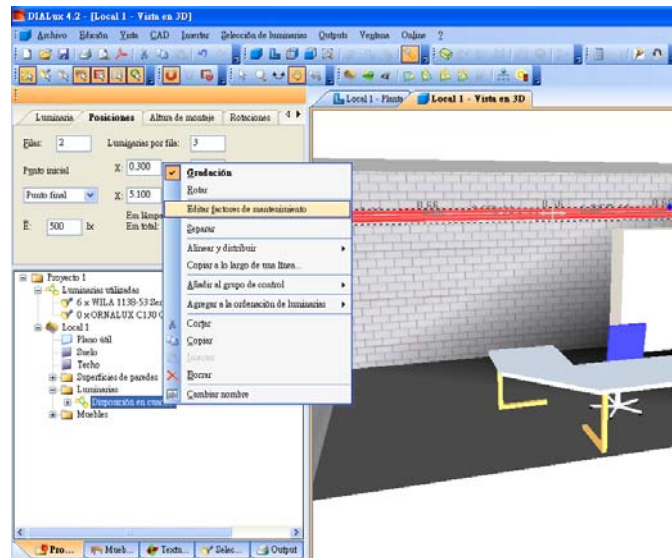 DIALux 4.2 - [Local 1 - Vista en 3D]
Archivo Edición Vista CAD Insertar Selección de luminarias Outputs Ventana Online ?
Local 1 - Planta Local 1 - Vista en 3D
Luminaria Posiciones Altura de montaje Rotaciones
Filas: 2 Luminarias por fila: 3
Punto inicial X: 0.300
Punto final X: 5.100
E: 500 lx
En lámpa
En total:
Gradación
Rotar
Editar factores de mantenimiento
Separar
Alinear y distribuir
Copiar a lo largo de una línea...
Añadir al grupo de control
Agregar a la ordenación de luminarias
Cortar
Copiar
Insertar
Borrar
Cambiar nombre
Proyecto 1
Luminarias utilizadas
6 x WILA 1138-53 Ser
0 x ORNALUX C130 C
Local 1
Plano útil
Suelo
Techo
Superficies de paredes
Luminarias
Disposición en cua
Muebles
Pro... Mueb... Textu... Selec... Output